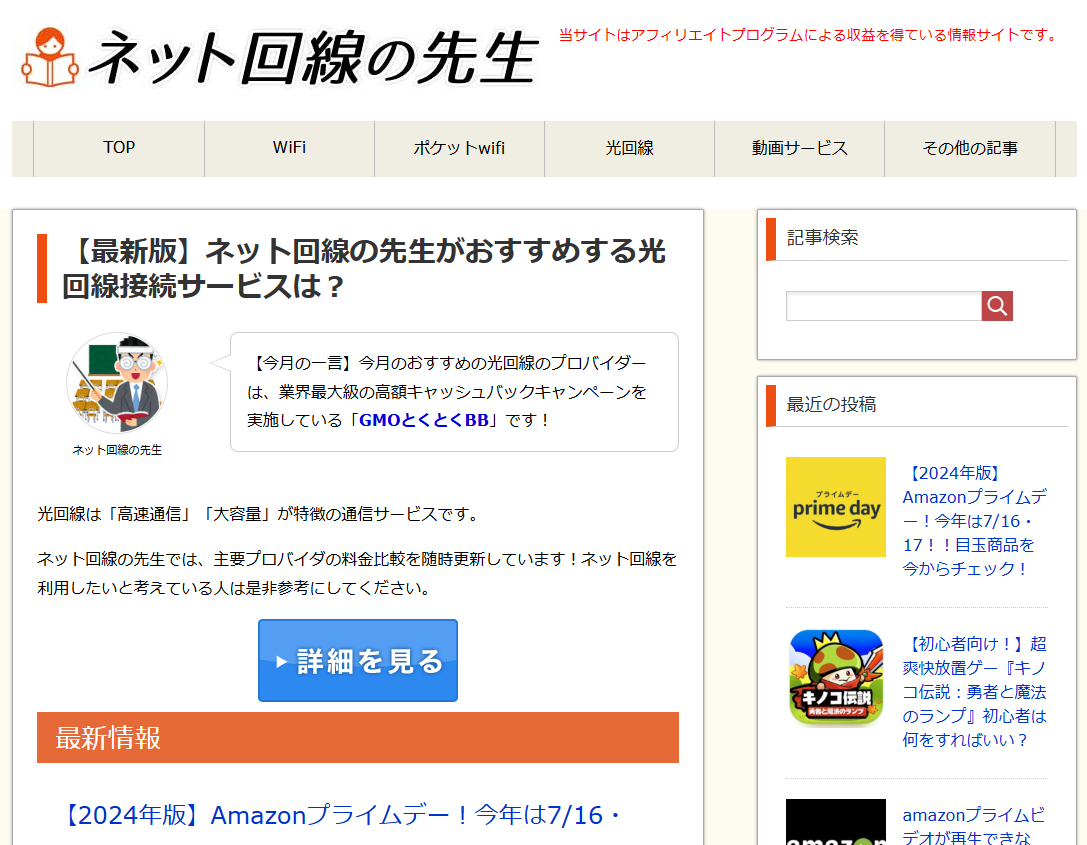 ネット回線の先生
当サイトはアフィリエイトプログラムによる収益を得ている情報サイトです。
TOP
WiFi
ポケットwifi
光回線
動画サービス
その他の記事
【最新版】ネット回線の先生がおすすめする光
回線接続サービスは？
【今月の一言】今月のおすすめの光回線のプロバイダー
は、業界最大級の高額キャッシュバックキャンペーンを
実施している「GMOとくとくBB」です！
ネット回線の先生
光回線は「高速通信」「大容量」が特徴の通信サービスです。
ネット回線の先生では、主要プロバイダの料金比較を随時更新しています！ネット回線を
利用したいと考えている人は是非参考にしてください。
詳細を見る
最新情報
【2024年版】Amazonプライムデー！今年は7/16・
記事検索
最近の投稿
プライムデー
prime day
【2024年版】
Amazonプライムデ
ー！今年は7/16・
17！！目玉商品を
今からチェック！
キノコ伝説
勇者と魔法のランプ
【初心者向け！】超
爽快放置ゲー『キノ
コ伝説：勇者と魔法
のランプ』初心者は
何をすればいい？
amazon
amazonプライムビ
デオが再生できな